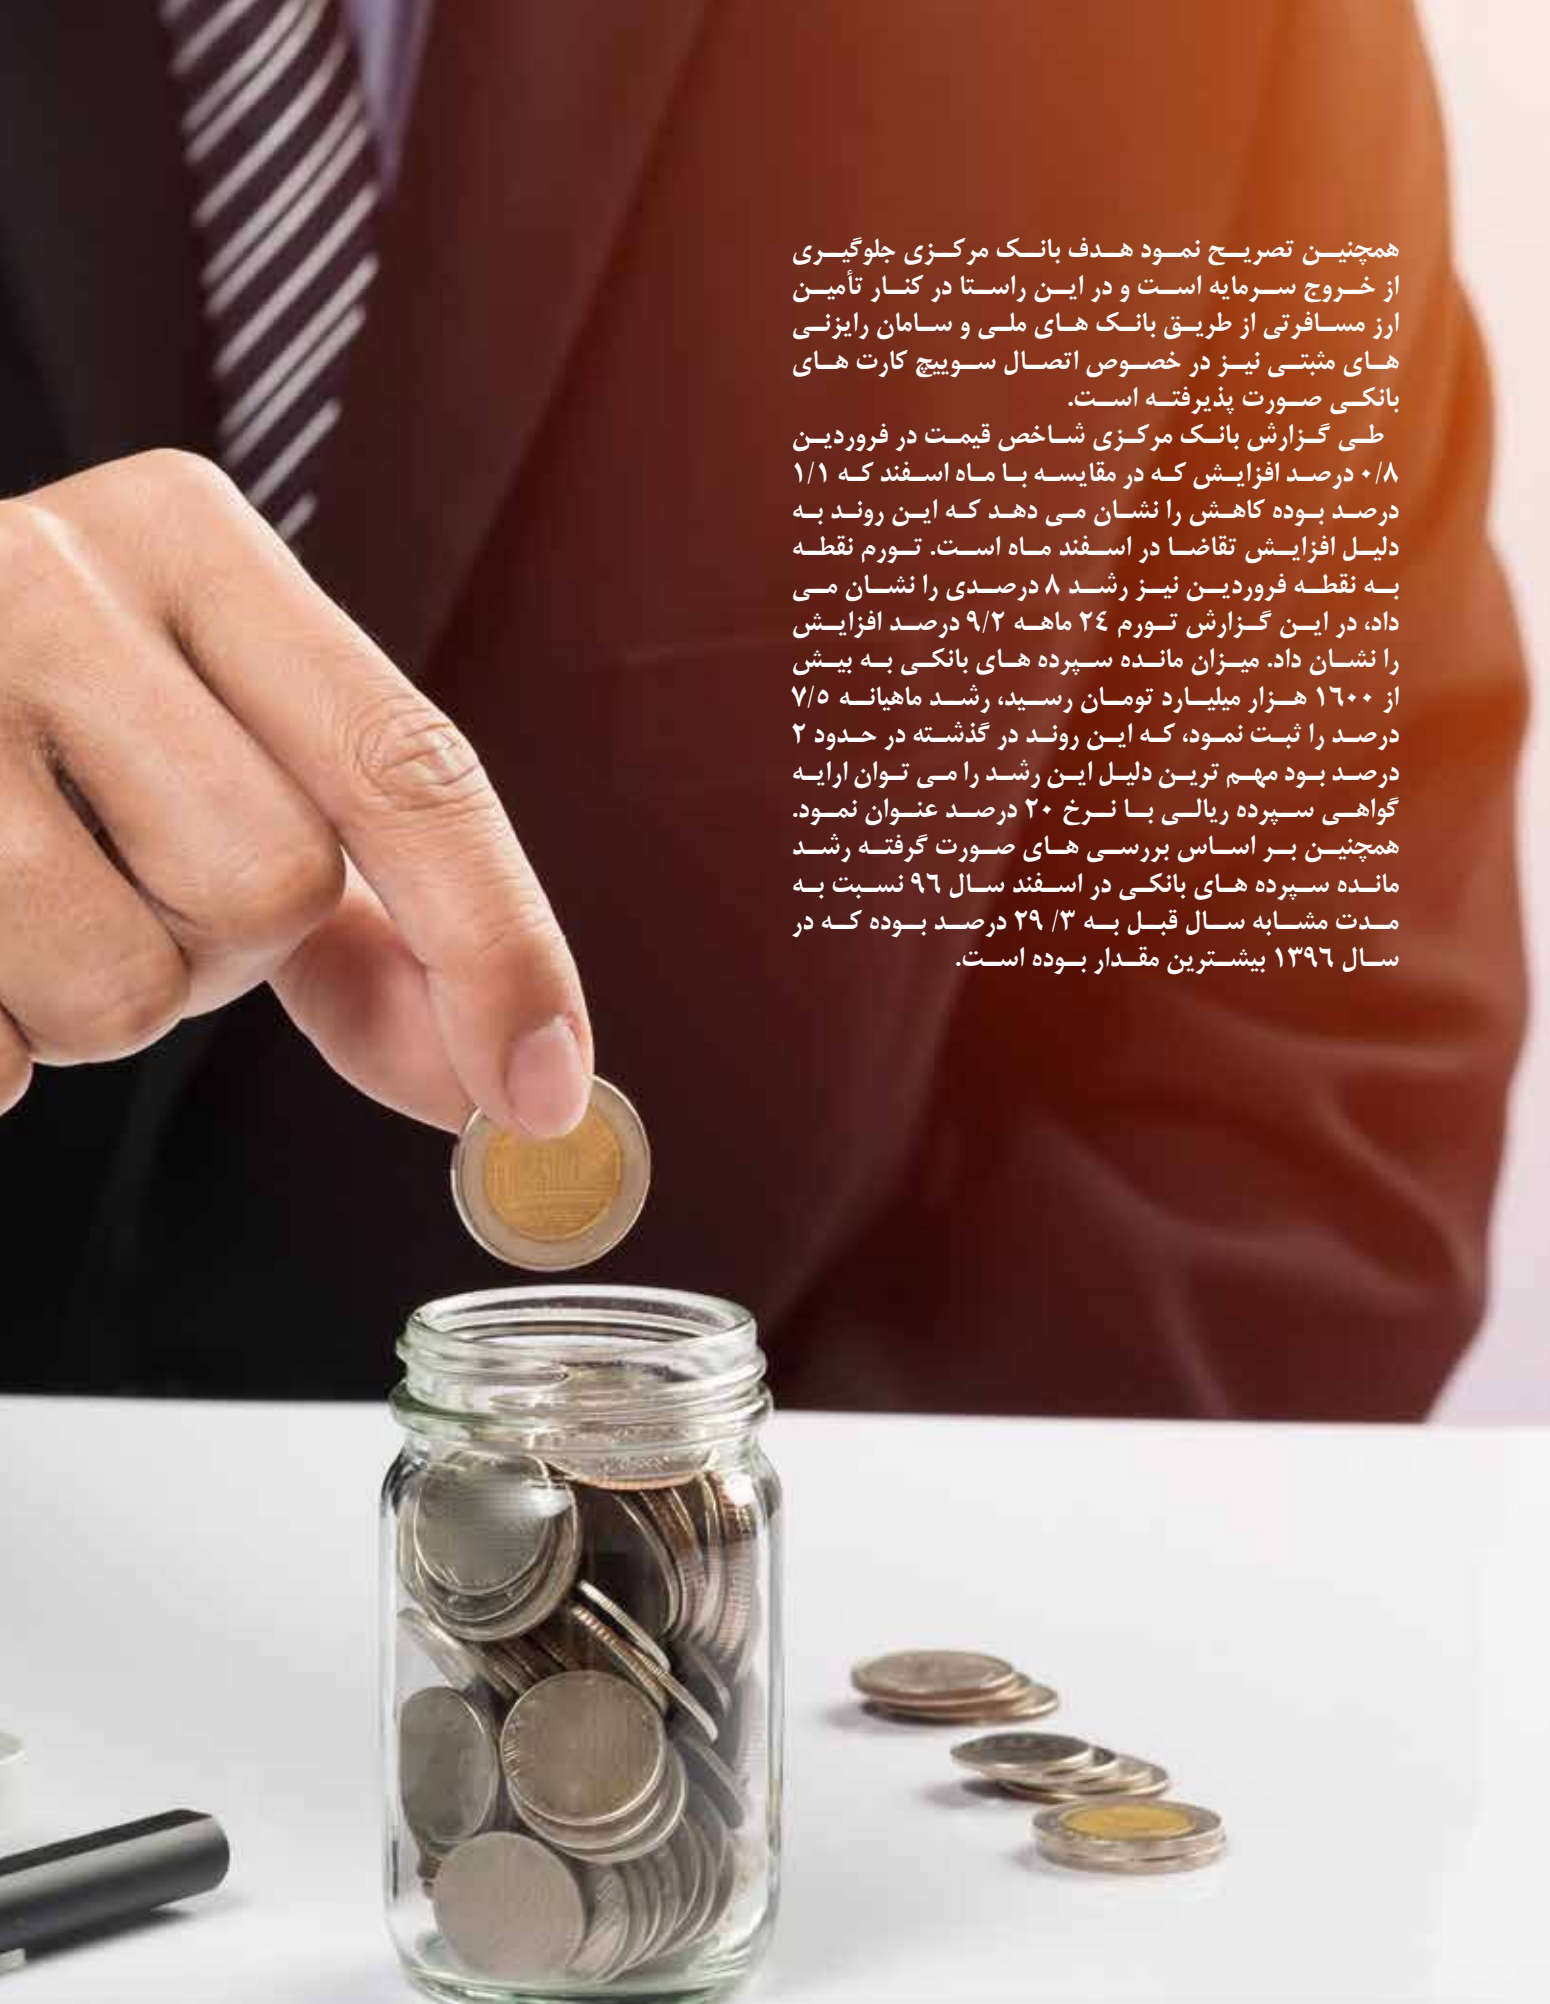 همچنین تصریح نمود هدف بانک مرکزی جلوگیری
از خروج سرمایه است و در این راستا در کنار تأمین
ارز مسافرتی از طریق بانک های ملی و سامان رایزنی
های مثبتی نیز در خصوص اتصال سوییچ کارت های
بانکی صورت پذیرفته است.
طی گزارش بانک مرکزی شاخص قیمت در فروردین
۰/۸ درصد افزایش که در مقایسه با ماه اسفند که ۱/۱
درصد بوده کاهش را نشان می دهد که این روند به
دلیل افزایش تقاضا در اسفند ماه است. تورم نقطه
به نقطه فروردین نیز رشد ۸ درصدی را نشان می
داد، در این گزارش تورم ۲٤ ماهه ۹/۲ درصد افزایش
را نشان داد. میزان مانده سپرده های بانکی به بیش
از ۱٦۰۰ هزار میلیارد تومان رسید، رشد ماهیانه ۷/٥
درصد را ثبت نمود، که این روند در گذشته در حدود ۲
درصد بود مهم ترین دلیل این رشد را می توان ارایه
گواهی سپرده ریالی با نرخ ۲۰ درصد عنوان نمود.
همچنین بر اساس بررسی های صورت گرفته رشد
مانده سپرده های بانکی در اسفند سال ۹٦ نسبت به
مدت مشابه سال قبل به ۳/ ۲۹ درصد بوده که در
سال ۱۳۹٦ بیشترین مقدار بوده است.